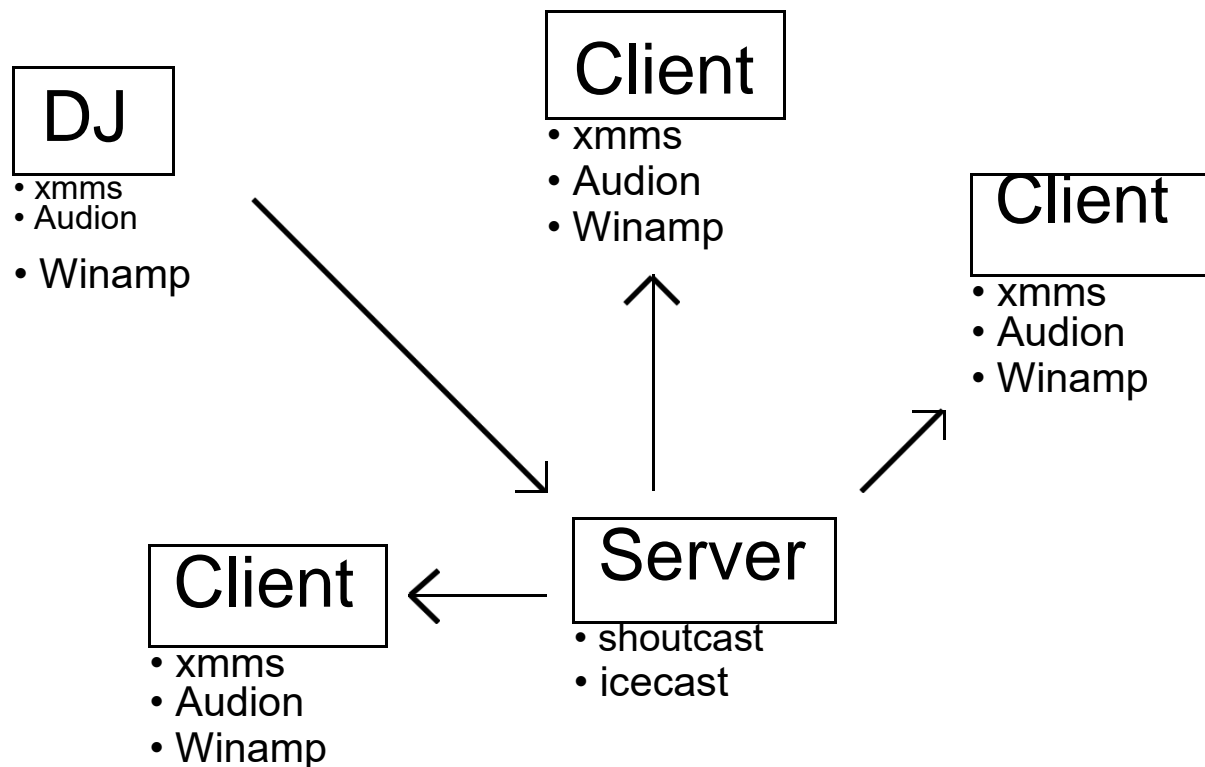 DJ
• xmms
• Audion
• Winamp
Client
• xmms
• Audion
• Winamp
Client
• xmms
• Audion
• Winamp
Client
• xmms
• Audion
• Winamp
Server
• shoutcast
• icecast